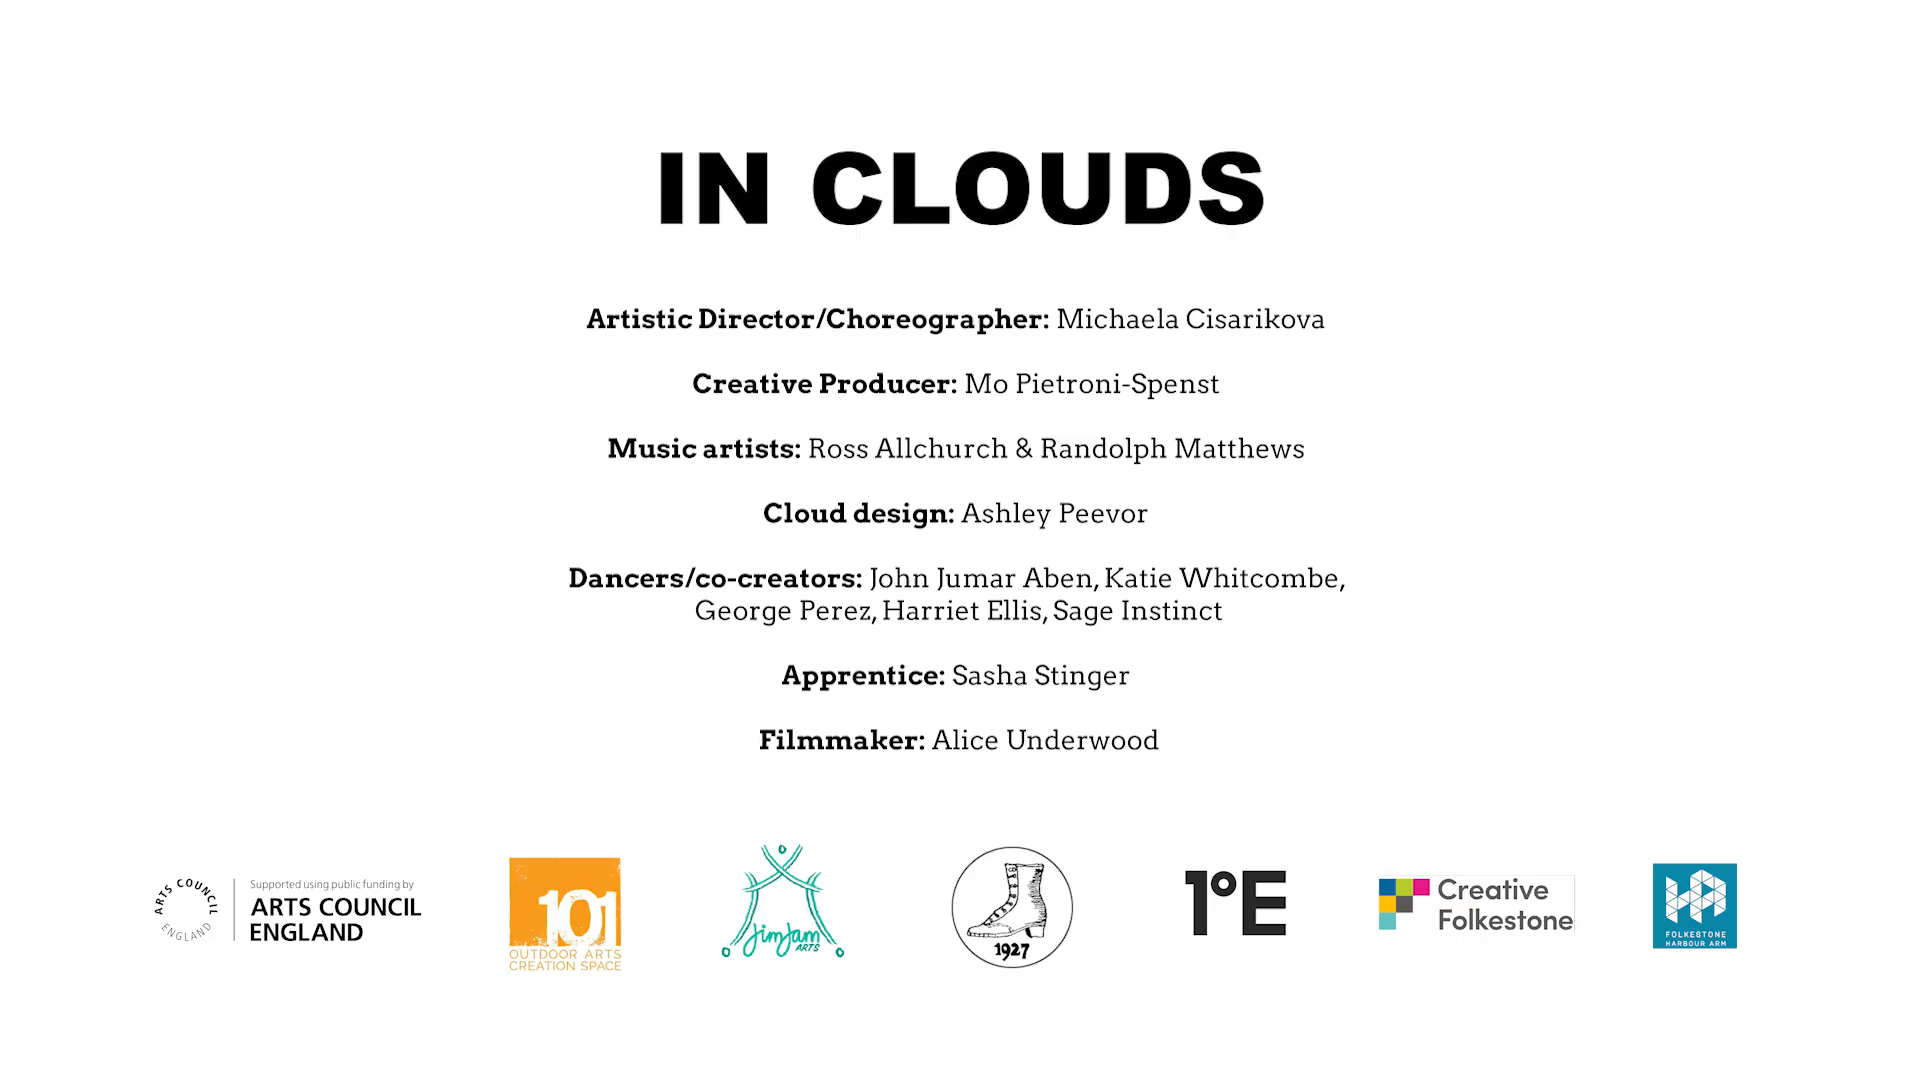 IN CLOUDS
Artistic Director/Choreographer: Michaela Cisarikova
Creative Producer: Mo Pietroni-Spenst
Music artists: Ross Allchurch & Randolph Matthews
Cloud design: Ashley Peevor
Dancers/co-creators: John Jumar Aben, Katie Whitcombe,
George Perez, Harriet Ellis, Sage Instinct
Apprentice: Sasha Stinger
Filmmaker: Alice Underwood
ARTS COUNCIL
ENGLAND
Supported using public funding by
ARTS COUNCIL
ENGLAND
101
OUTDOOR ARTS
CREATION SPACE
JimJam
ARTS
1927
1°E
Creative
Folkestone
FOLKESTONE
HARBOUR ARM